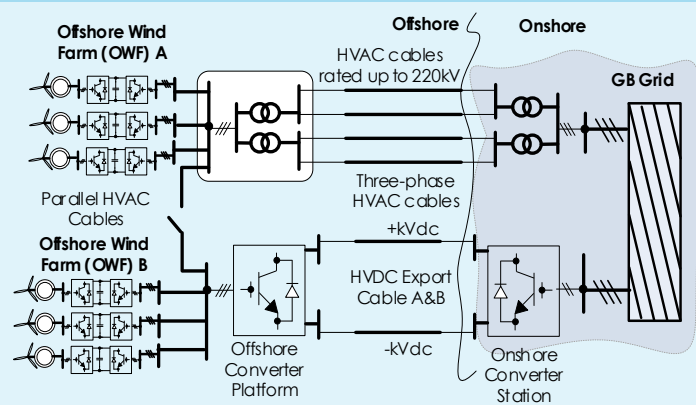 Offshore
Onshore
Offshore Wind
Farm (OWF) A
HVAC cables
rated up to 220kV
GB Grid
Parallel HVAC
Cables
Three-phase
HVAC cables
+kVdc
Offshore Wind
Farm (OWF) B
HVDC Export
Cable A&B
-kVdc
Offshore
Converter
Platform
Onshore
Converter
Station